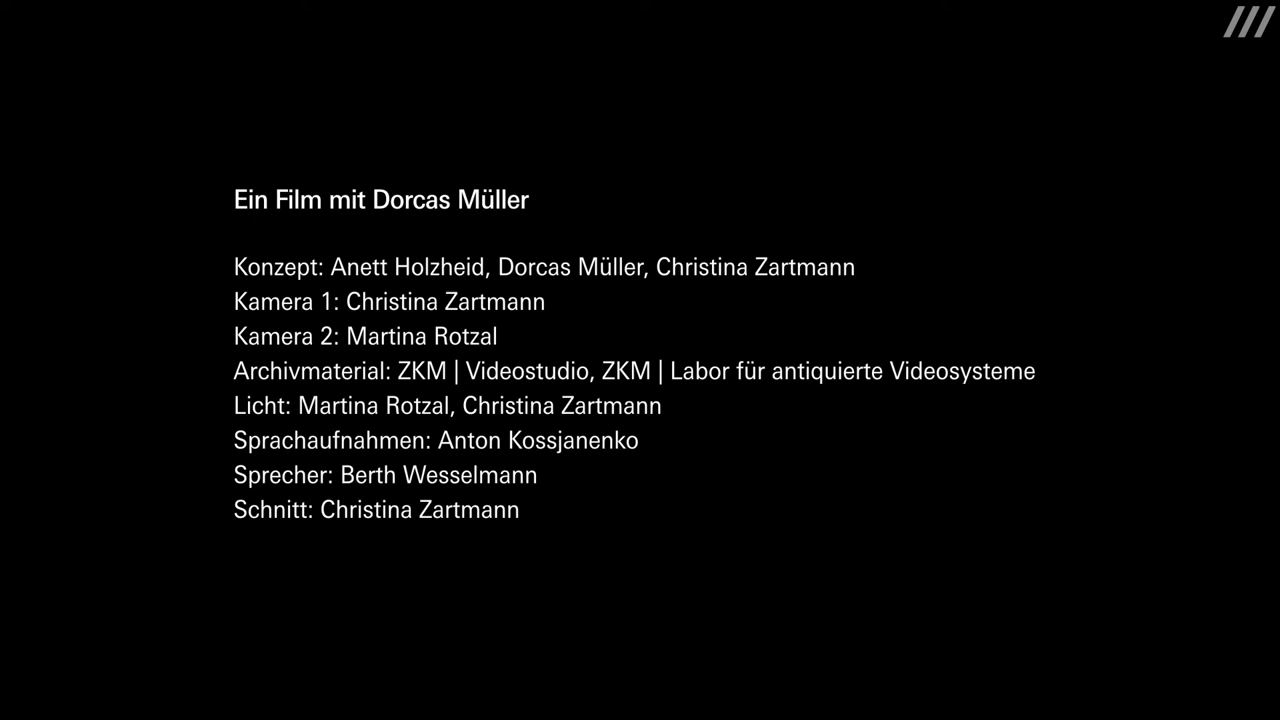 Ein Film mit Dorcas Müller
Konzept: Anett Holzheid, Dorcas Müller, Christina Zartmann
Kamera 1: Christina Zartmann
Kamera 2: Martina Rotzal
Archivmaterial: ZKM | Videostudio, ZKM | Labor für antiquierte Videosysteme
Licht: Martina Rotzal, Christina Zartmann
Sprachaufnahmen: Anton Kossjanenko
Sprecher: Berth Wesselmann
Schnitt: Christina Zartmann